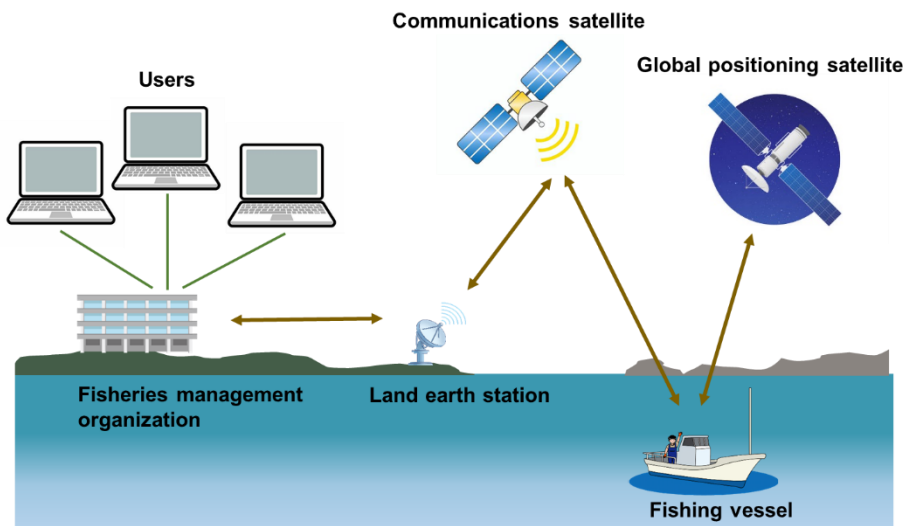 Communications satellite
Users
Global positioning satellite
Fisheries management
organization
Land earth station
Fishing vessel